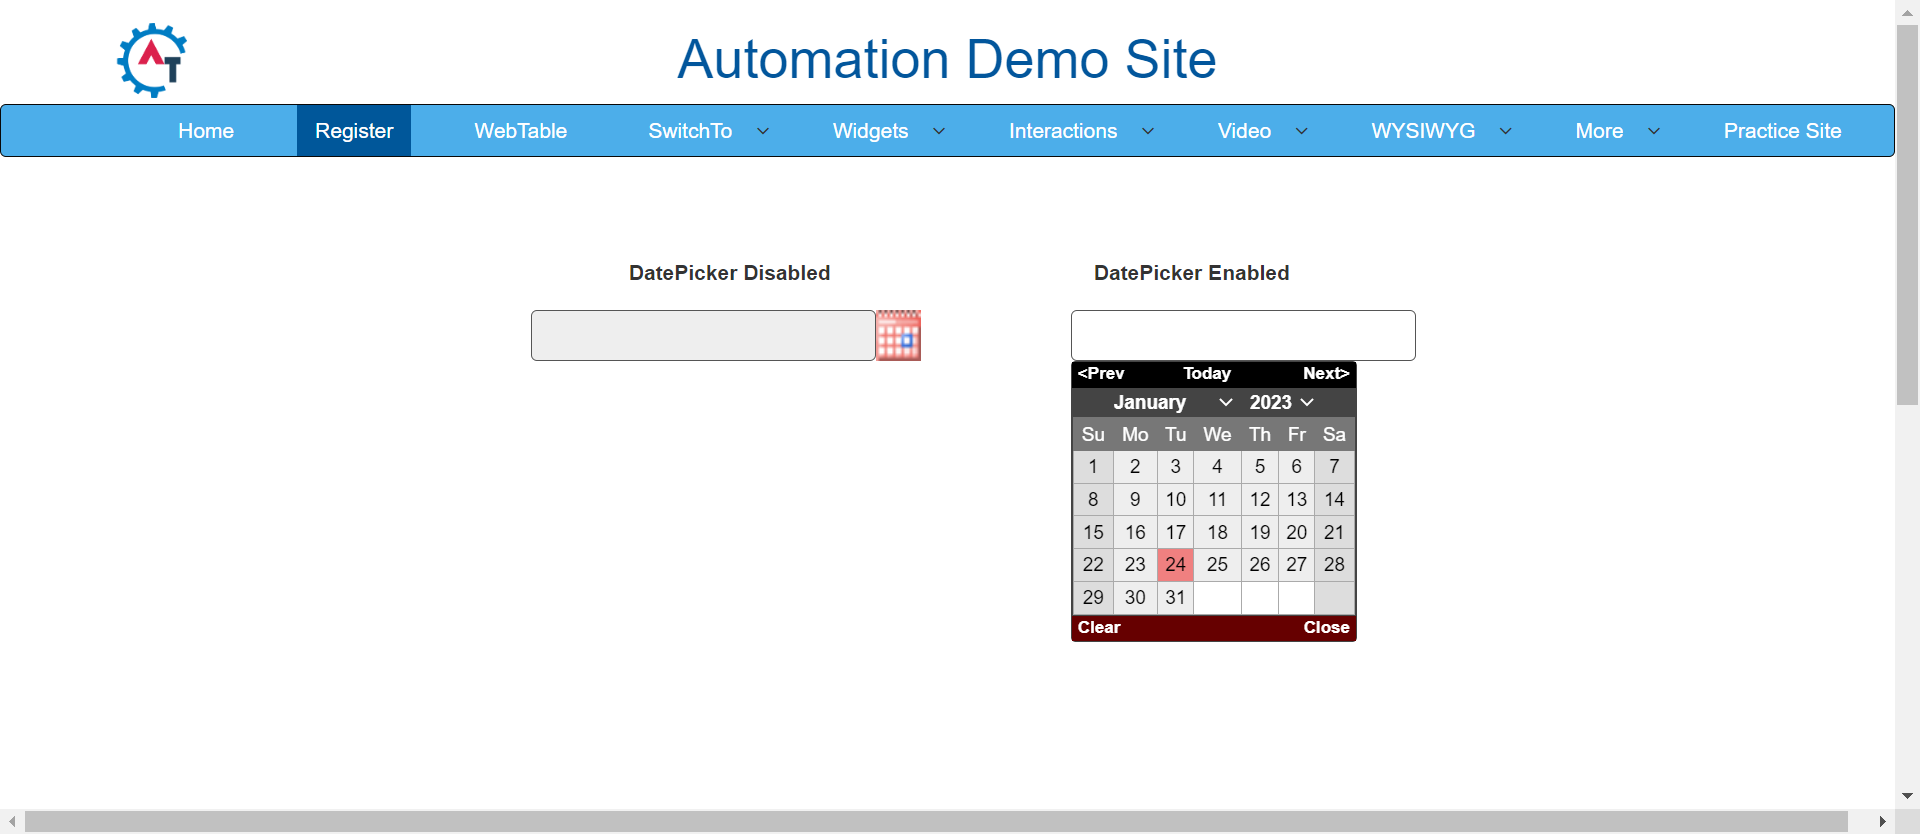 AT
Automation Demo Site
Home Register WebTable SwitchTo Widgets Interactions Video WYSIWYG More Practice Site
DatePicker Disabled DatePicker Enabled
<Prev Today Next>
January 2023
Su Mo Tu We Th Fr Sa
1 2 3 4 5 6 7
8 9 10 11 12 13 14
15 16 17 18 19 20 21
22 23 24 25 26 27 28
29 30 31
Clear Close